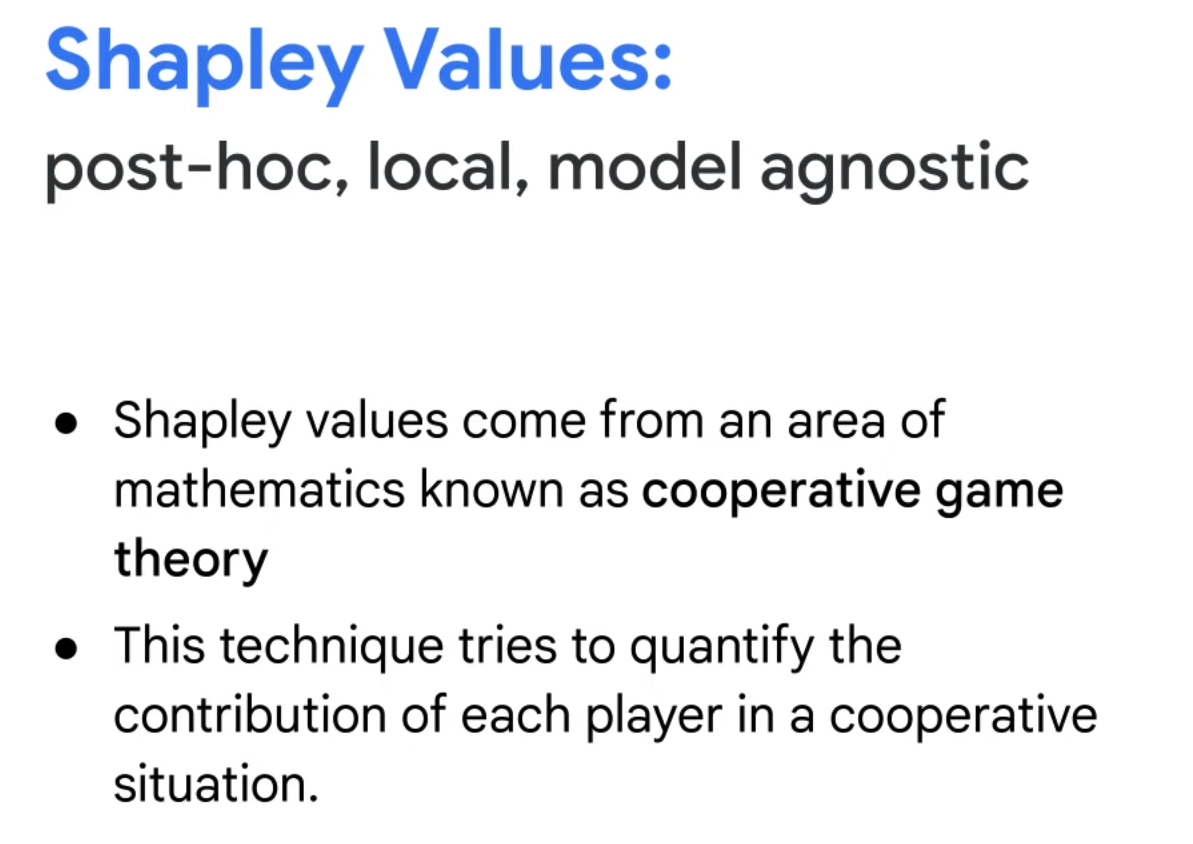 Shapley Values:
post-hoc, local, model agnostic
● Shapley values come from an area of
mathematics known as cooperative game
theory
● This technique tries to quantify the
contribution of each player in a cooperative
situation.